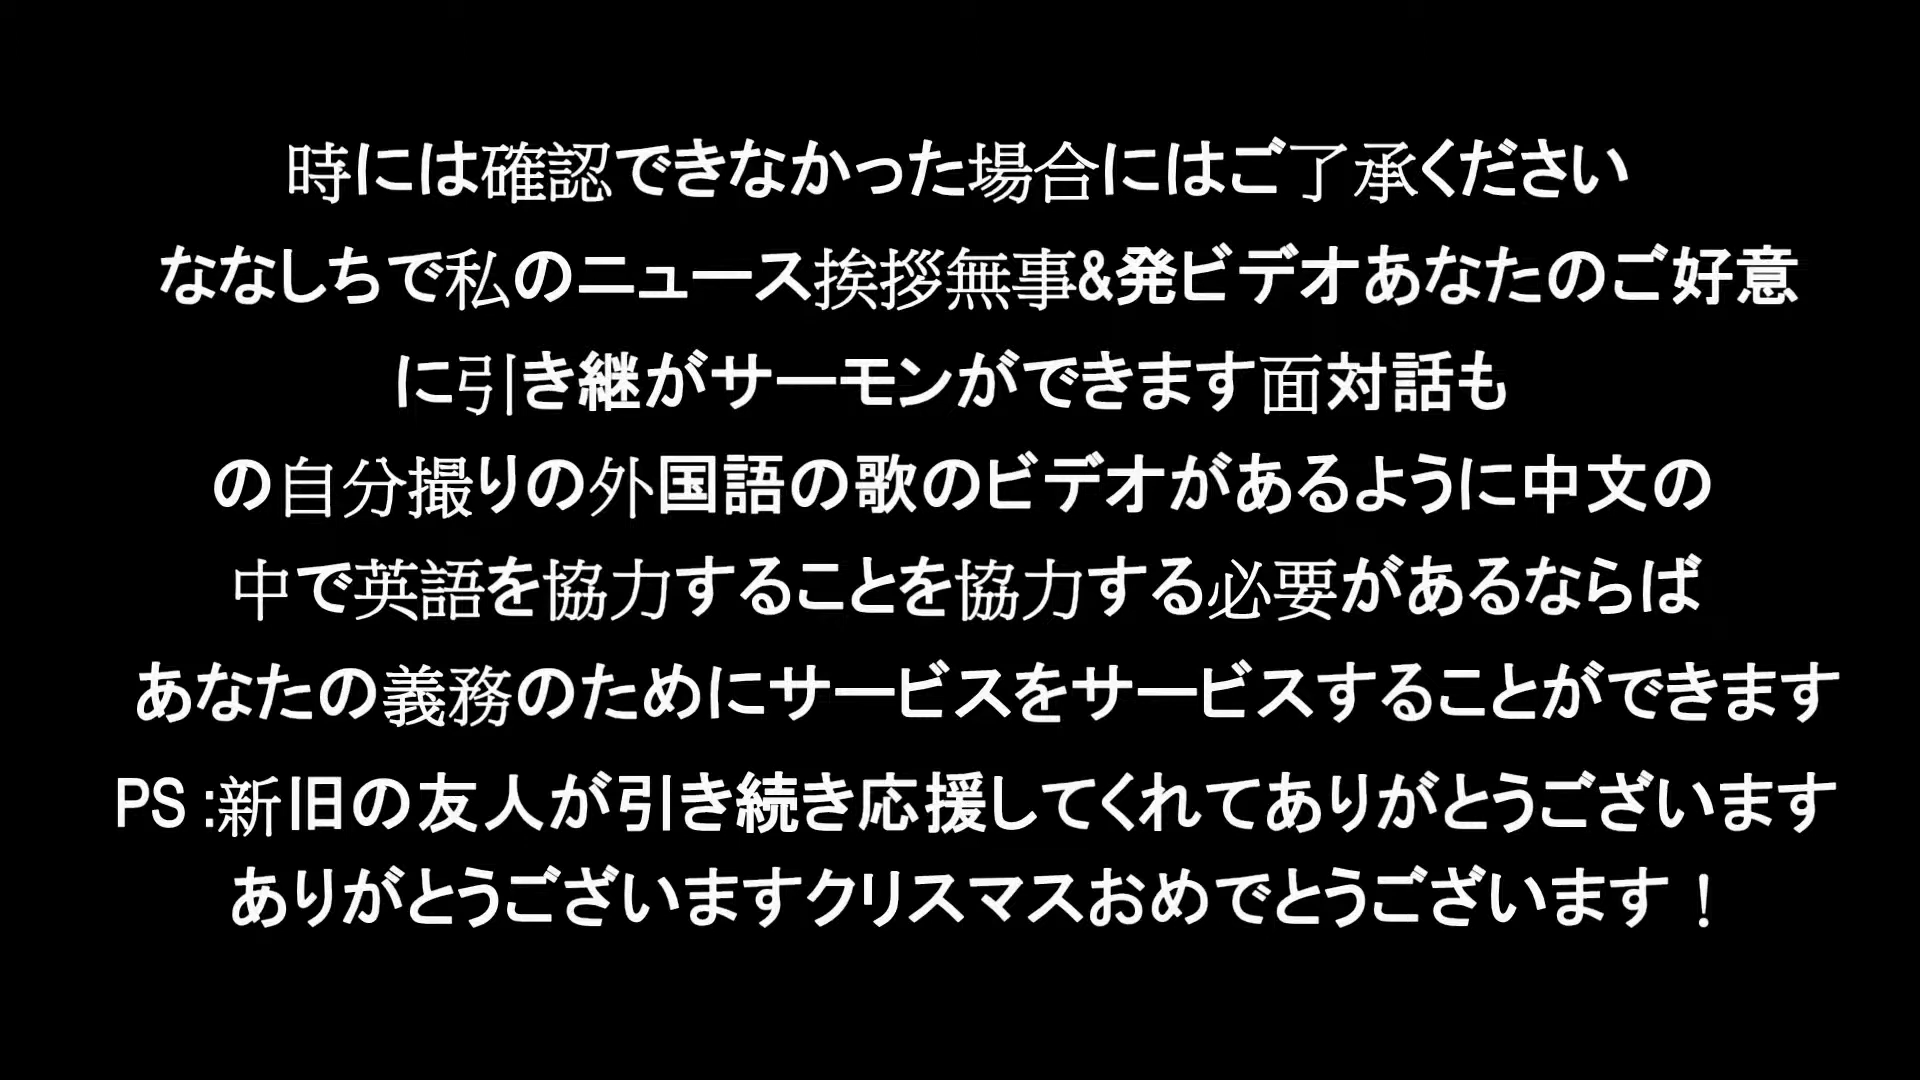 時には確認できなかった場合にはご了承ください
ななしちで私のニュース挨拶無事&発ビデオあなたのご好意
に引き継がサーモンができます面対話も
の自分撮りの外国語の歌のビデオがあるように中文の
中で英語を協力することを協力する必要があるならば
あなたの義務のためにサービスをサービスすることができます
PS :新旧の友人が引き続き応援してくれてありがとうございます
ありがとうございますクリスマスおめでとうございます！